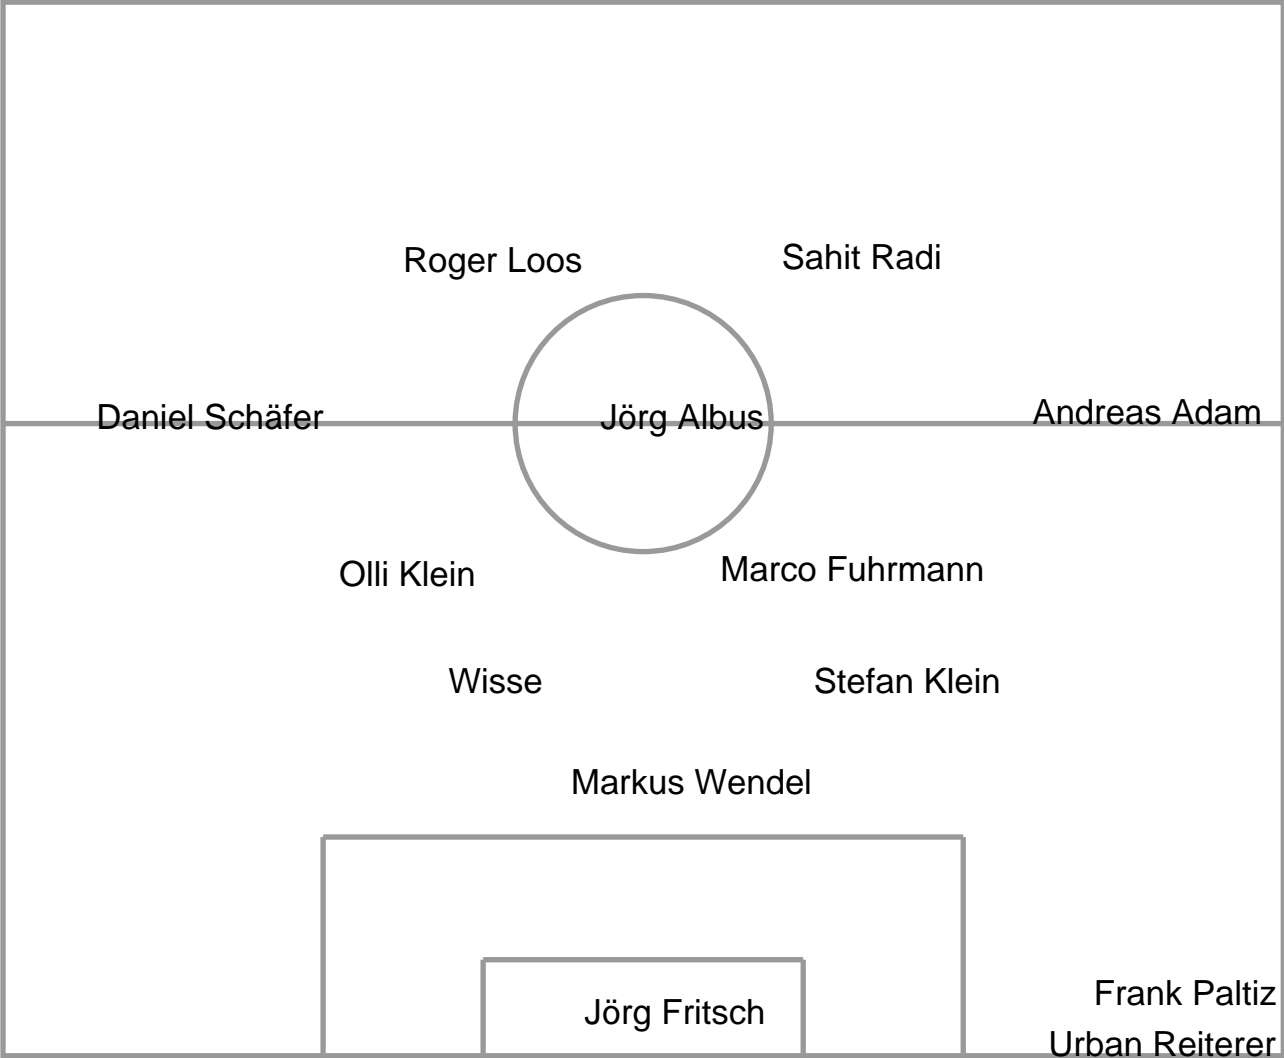 Roger Loos
Sahit Radi
Daniel Schäfer
Jörg Albus
Andreas Adam
Olli Klein
Marco Fuhrmann
Wisse
Stefan Klein
Markus Wendel
Jörg Fritsch
Frank Paltiz
Urban Reiterer